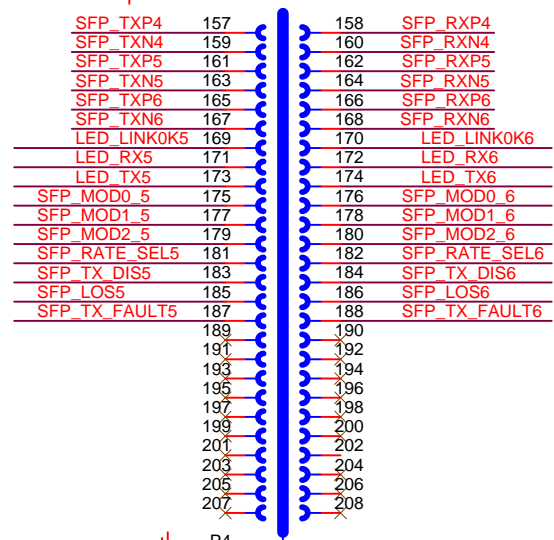 SFP_TXP4 157 158 SFP_RXP4
SFP_TXN4 159 160 SFP_RXN4
SFP_TXP5 161 162 SFP_RXP5
SFP_TXN5 163 164 SFP_RXN5
SFP_TXP6 165 166 SFP_RXP6
SFP_TXN6 167 168 SFP_RXN6
LED_LINK0K5 169 170 LED_LINK0K6
LED_RX5 171 172 LED_RX6
LED_TX5 173 174 LED_TX6
SFP_MOD0_5 175 176 SFP_MOD0_6
SFP_MOD1_5 177 178 SFP_MOD1_6
SFP_MOD2_5 179 180 SFP_MOD2_6
SFP_RATE_SEL5 181 182 SFP_RATE_SEL6
SFP_TX_DIS5 183 184 SFP_TX_DIS6
SFP_LOS5 185 186 SFP_LOS6
SFP_TX_FAULT5 187 188 SFP_TX_FAULT6
189 190
191 192
193 194
195 196
197 198
199 200
201 202
203 204
205 206
207 208